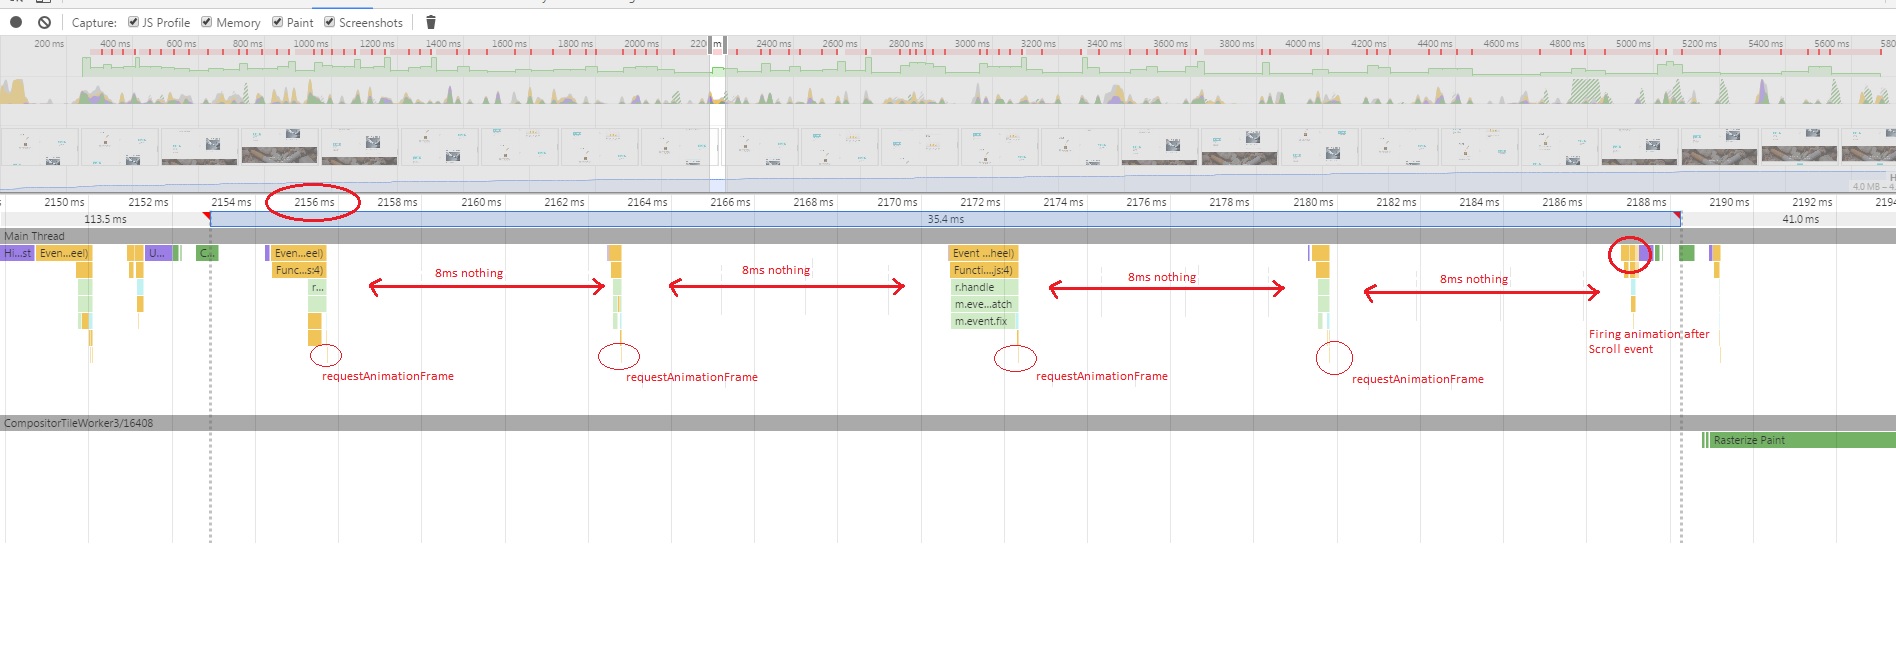 Capture: JS Profile Memory Paint Screenshots
200 ms 400 ms 600 ms 800 ms 1000 ms 1200 ms 1400 ms 1600 ms 1800 ms 2000 ms 220 m 2400 ms 2600 ms 2800 ms 3000 ms 3200 ms 3400 ms 3600 ms 3800 ms 4000 ms 4200 ms 4400 ms 4600 ms 4800 ms 5000 ms 5200 ms 5400 ms 5600 ms 580
H
4.0 MB – 4.
2150 ms 2152 ms 2154 ms 2156 ms 2158 ms 2160 ms 2162 ms 2164 ms 2166 ms 2168 ms 2170 ms 2172 ms 2174 ms 2176 ms 2178 ms 2180 ms 2182 ms 2184 ms 2186 ms 2188 ms 2190 ms 2192 ms 2194
113.5 ms 35.4 ms 41.0 ms
Main Thread
Hi...st Even...eel) U... C... Even...eel) Event ...heel)
Func...s:4) Functi...js:4)
8ms nothing 8ms nothing 8ms nothing 8ms nothing
r... r.handle
m.eve...atch
m.event.fix
Firing animation after
Scroll event
requestAnimationFrame requestAnimationFrame requestAnimationFrame requestAnimationFrame
CompositorTileWorker3/16408
Rasterize Paint